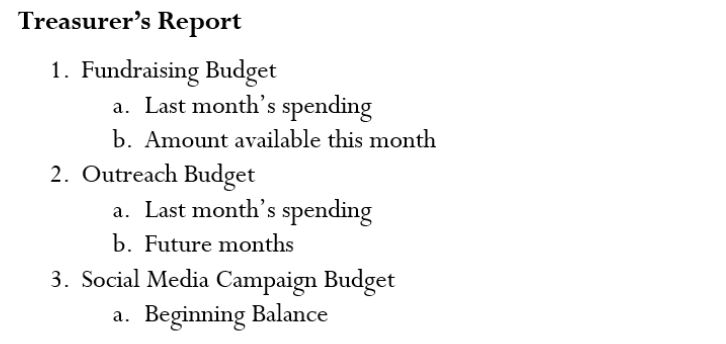 Treasurer’s Report
1. Fundraising Budget
a. Last month’s spending
b. Amount available this month
2. Outreach Budget
a. Last month’s spending
b. Future months
3. Social Media Campaign Budget
a. Beginning Balance